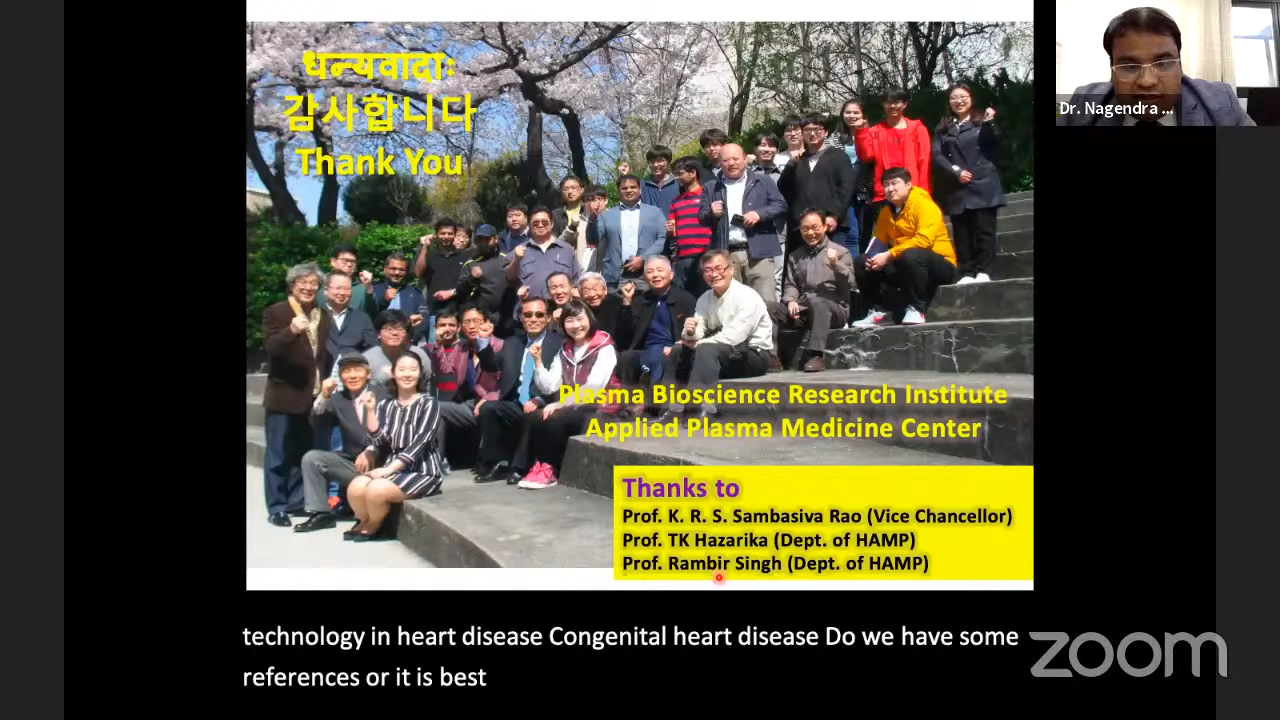 धन्यवादाः
감사합니다
Thank You
Dr. Nagendra ...
Plasma Bioscience Research Institute
Applied Plasma Medicine Center
Thanks to
Prof. K. R. S. Sambasiva Rao (Vice Chancellor)
Prof. TK Hazarika (Dept. of HAMP)
Prof. Rambir Singh (Dept. of HAMP)
technology in heart disease Congenital heart disease Do we have some
references or it is best
zoom